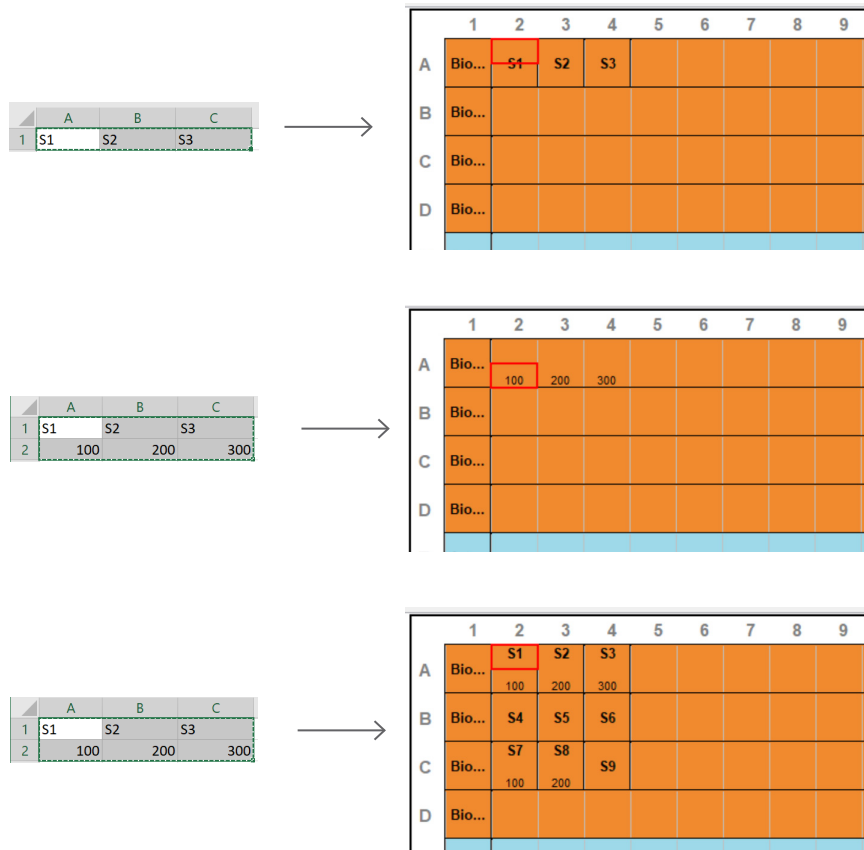 1 2 3 4 5 6 7 8 9
A Bio... S1 S2 S3
B Bio...
C Bio...
D Bio...
A B C
1 S1 S2 S3
1 2 3 4 5 6 7 8 9
A Bio...
100 200 300
B Bio...
C Bio...
D Bio...
A B C
1 S1 S2 S3
2 100 200 300
1 2 3 4 5 6 7 8 9
A Bio... S1 S2 S3
100 200 300
B Bio... S4 S5 S6
C Bio... S7 S8 S9
100 200
D Bio...
A B C
1 S1 S2 S3
2 100 200 300